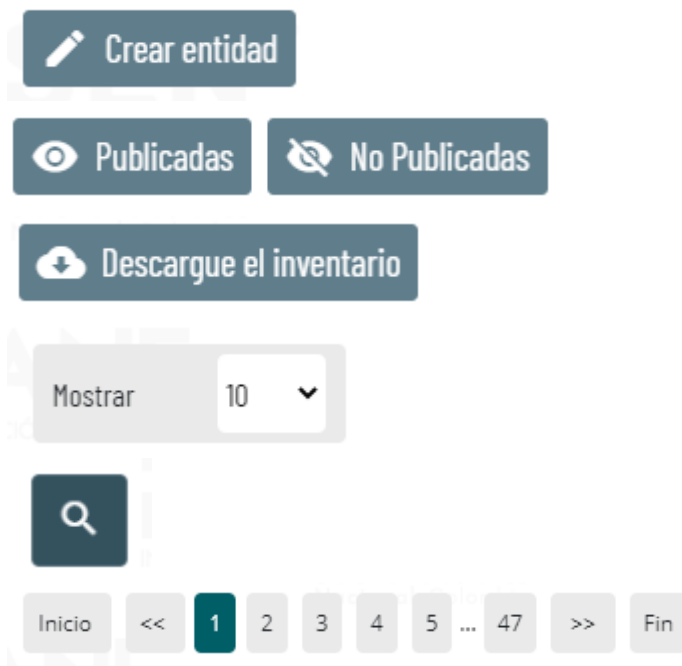 Crear entidad
Publicadas No Publicadas
Descargue el inventario
Mostrar 10
Inicio << 1 2 3 4 5 ... 47 >> Fin